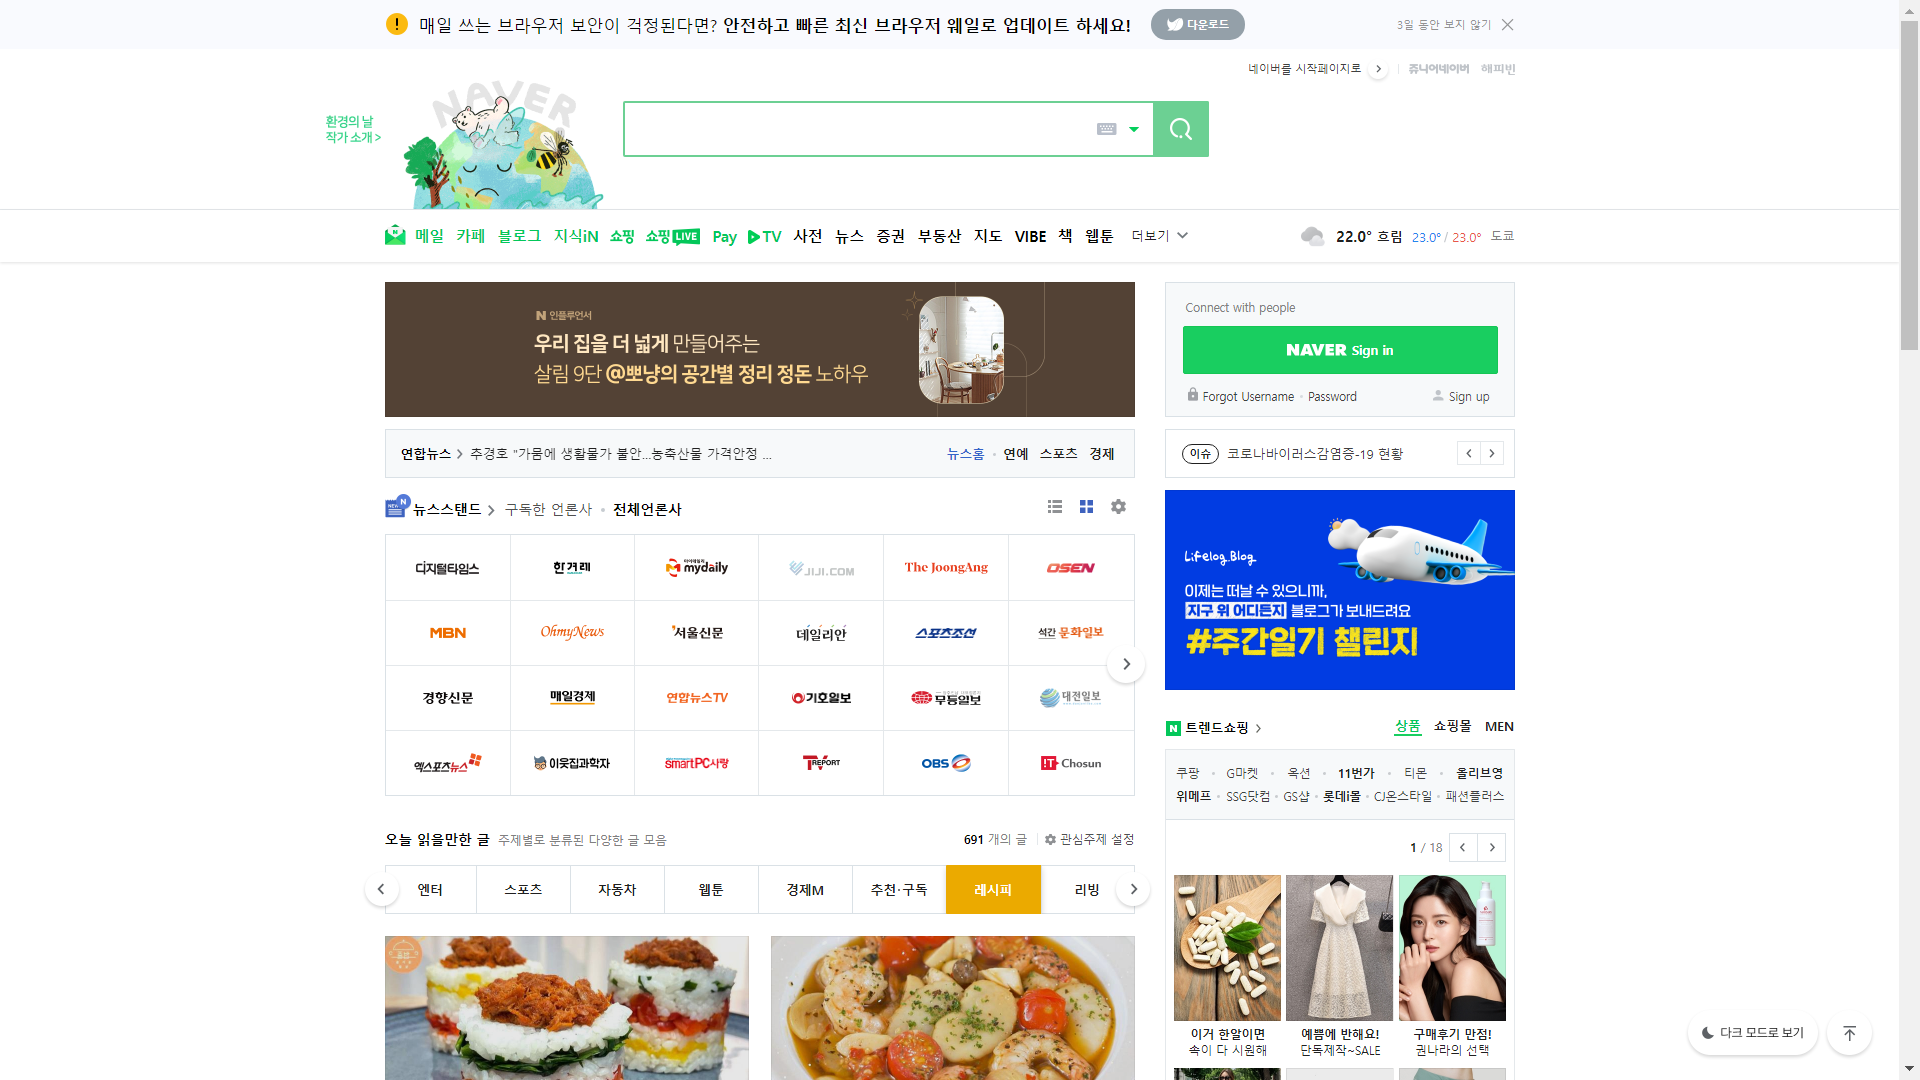 매일 쓰는 브라우저 보안이 걱정된다면? 안전하고 빠른 최신 브라우저 웨일로 업데이트 하세요!
다운로드
3일 동안 보지 않기
네이버를 시작페이지로
쥬니어네이버 해피빈
NAVER
환경의 날
작가 소개 >
메일 카페 블로그 지식iN 쇼핑 쇼핑LIVE Pay TV 사전 뉴스 증권 부동산 지도 VIBE 책 웹툰 더보기
22.0° 흐림 23.0° / 23.0° 도쿄
N 인플루언서
우리 집을 더 넓게 만들어주는
살림 9단 @뽀냥의 공간별 정리 정돈 노하우
Connect with people
NAVER Sign in
Forgot Username Password
Sign up
연합뉴스 추경호 "가뭄에 생활물가 불안...농축산물 가격안정 ...
뉴스홈 연예 스포츠 경제
이슈 코로나바이러스감염증-19 현황
뉴스스탠드 구독한 언론사 전체언론사
디지털타임스 한겨레 마이데일리 mydaily JIJI.COM The JoongAng OSEN
MBN OhmyNews 서울신문 데일리안 스포츠조선 석간 문화일보
경향신문 매일경제 연합뉴스TV 기호일보 무등일보 대전일보
엑스포츠뉴스 이웃집과학자 smartPC사랑 TV REPORT OBS IT Chosun
Lifelog.Blog
이제는 떠날 수 있으니까,
지구 위 어디든지 블로그가 보내드려요
#주간일기 챌린지
N 트렌드쇼핑
상품 쇼핑몰 MEN
쿠팡 G마켓 옥션 11번가 티몬 올리브영
위메프 SSG닷컴 GS샵 롯데i몰 CJ온스타일 패션플러스
1 / 18
오늘 읽을만한 글 주제별로 분류된 다양한 글 모음
691 개의 글 관심주제 설정
엔터 스포츠 자동차 웹툰 경제M 추천·구독 레시피 리빙
이거 한알이면
속이 다 시원해
예쁨에 반해요!
단독제작~SALE
구매후기 만점!
권나라의 선택
다크 모드로 보기